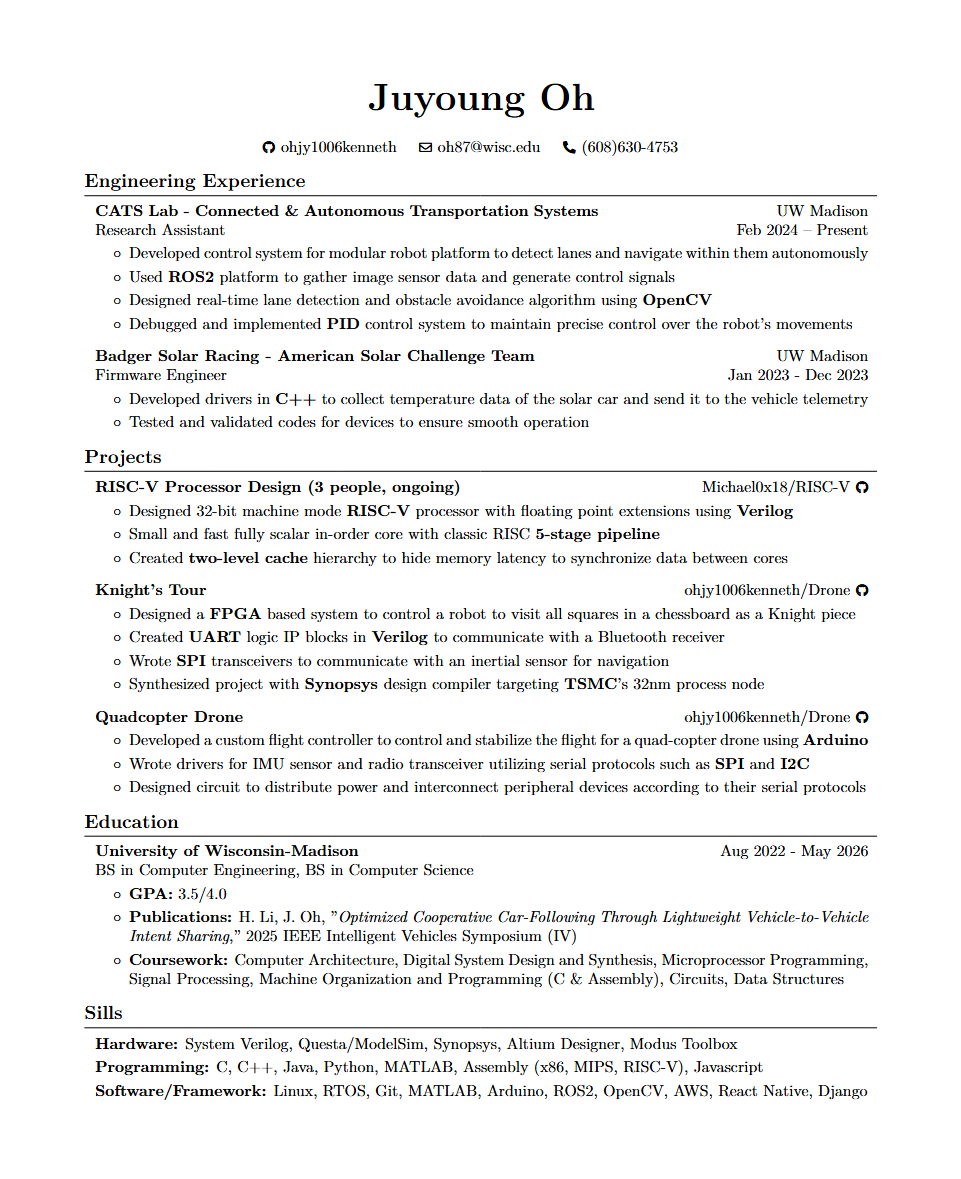 Juyoung Oh
ohjy1006kenneth oh87@wisc.edu (608)630-4753
Engineering Experience
CATS Lab - Connected & Autonomous Transportation Systems UW Madison
Research Assistant Feb 2024 – Present
Developed control system for modular robot platform to detect lanes and navigate within them autonomously
Used ROS2 platform to gather image sensor data and generate control signals
Designed real-time lane detection and obstacle avoidance algorithm using OpenCV
Debugged and implemented PID control system to maintain precise control over the robot's movements
Badger Solar Racing - American Solar Challenge Team UW Madison
Firmware Engineer Jan 2023 - Dec 2023
Developed drivers in C++ to collect temperature data of the solar car and send it to the vehicle telemetry
Tested and validated codes for devices to ensure smooth operation
Projects
RISC-V Processor Design (3 people, ongoing) Michael0x18/RISC-V
Designed 32-bit machine mode RISC-V processor with floating point extensions using Verilog
Small and fast fully scalar in-order core with classic RISC 5-stage pipeline
Created two-level cache hierarchy to hide memory latency to synchronize data between cores
Knight's Tour ohjy1006kenneth/Drone
Designed a FPGA based system to control a robot to visit all squares in a chessboard as a Knight piece
Created UART logic IP blocks in Verilog to communicate with a Bluetooth receiver
Wrote SPI transceivers to communicate with an inertial sensor for navigation
Synthesized project with Synopsys design compiler targeting TSMC's 32nm process node
Quadcopter Drone ohjy1006kenneth/Drone
Developed a custom flight controller to control and stabilize the flight for a quad-copter drone using Arduino
Wrote drivers for IMU sensor and radio transceiver utilizing serial protocols such as SPI and I2C
Designed circuit to distribute power and interconnect peripheral devices according to their serial protocols
Education
University of Wisconsin-Madison Aug 2022 - May 2026
BS in Computer Engineering, BS in Computer Science
GPA: 3.5/4.0
Publications: H. Li, J. Oh, "Optimized Cooperative Car-Following Through Lightweight Vehicle-to-Vehicle
Intent Sharing," 2025 IEEE Intelligent Vehicles Symposium (IV)
Coursework: Computer Architecture, Digital System Design and Synthesis, Microprocessor Programming,
Signal Processing, Machine Organization and Programming (C & Assembly), Circuits, Data Structures
Sills
Hardware: System Verilog, Questa/ModelSim, Synopsys, Altium Designer, Modus Toolbox
Programming: C, C++, Java, Python, MATLAB, Assembly (x86, MIPS, RISC-V), Javascript
Software/Framework: Linux, RTOS, Git, MATLAB, Arduino, ROS2, OpenCV, AWS, React Native, Django